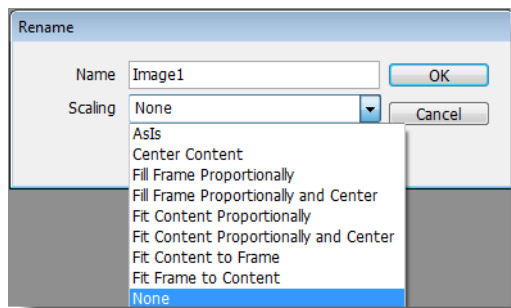 Rename
Name Image1 OK
Scaling None Cancel
AsIs
Center Content
Fill Frame Proportionally
Fill Frame Proportionally and Center
Fit Content Proportionally
Fit Content Proportionally and Center
Fit Content to Frame
Fit Frame to Content
None